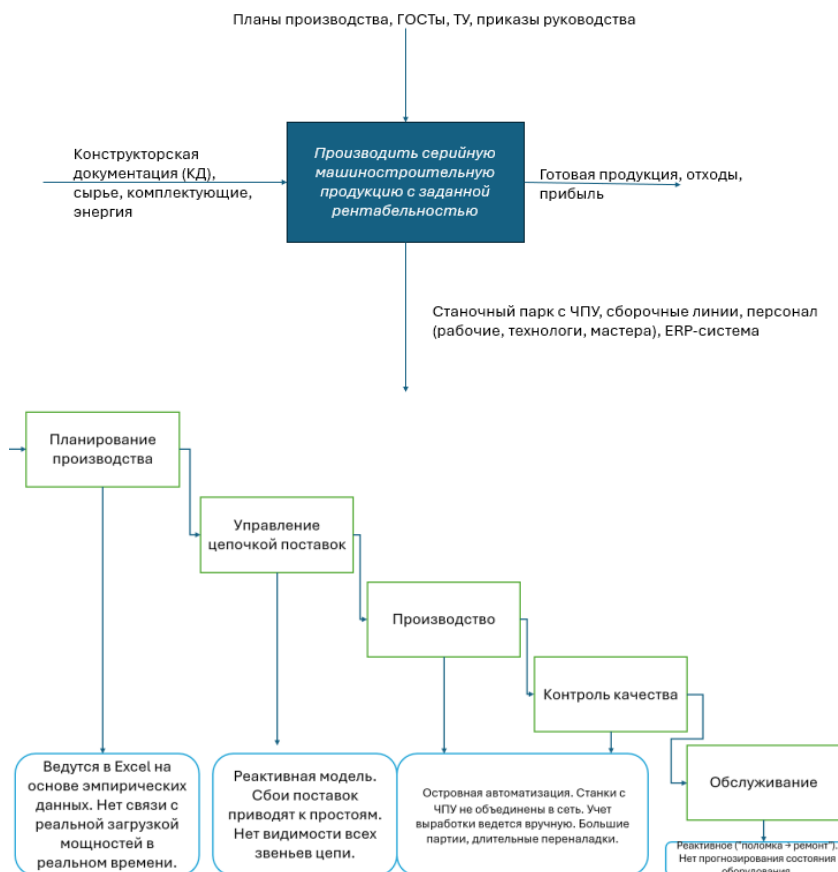 Планы производства, ГОСТы, ТУ, приказы руководства
Конструкторская
документация (КД),
сырье, комплектующие,
энергия
Производить серийную
машиностроительную
продукцию с заданной
рентабельностью
Готовая продукция, отходы,
прибыль
Станочный парк с ЧПУ, сборочные линии, персонал
(рабочие, технологи, мастера), ERP-система
Планирование
производства
Управление
цепочкой поставок
Производство
Контроль качества
Обслуживание
Ведутся в Excel на
основе эмпирических
данных. Нет связи с
реальной загрузкой
мощностей в
реальном времени.
Реактивная модель.
Сбои поставок
приводят к простоям.
Нет видимости всех
звеньев цепи.
Островная автоматизация. Станки с
ЧПУ не объединены в сеть. Учет
выработки ведется вручную. Большие
партии, длительные переналадки.
Реактивное ("поломка → ремонт").
Нет прогнозирования состояния
оборудования.